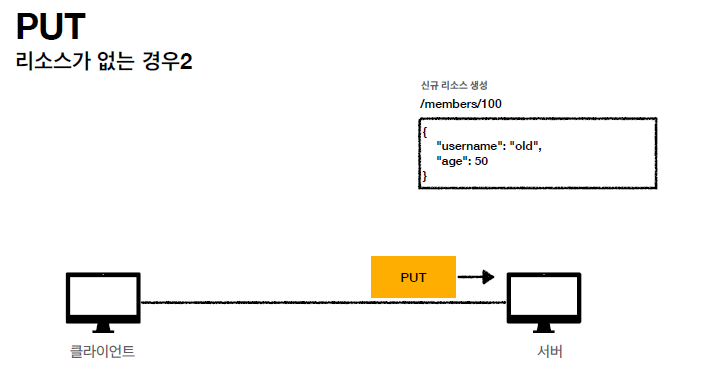 PUT
리소스가 없는 경우2
신규 리소스 생성
/members/100
{
"username": "old",
"age": 50
}
PUT
클라이언트
서버